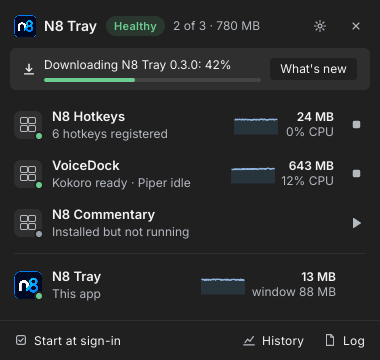 n8 N8 Tray Healthy 2 of 3 · 780 MB
Downloading N8 Tray 0.3.0: 42% What's new
N8 Hotkeys 24 MB
6 hotkeys registered 0% CPU
VoiceDock 643 MB
Kokoro ready · Piper idle 12% CPU
N8 Commentary
Installed but not running
n8 N8 Tray 13 MB
This app window 88 MB
Start at sign-in History Log